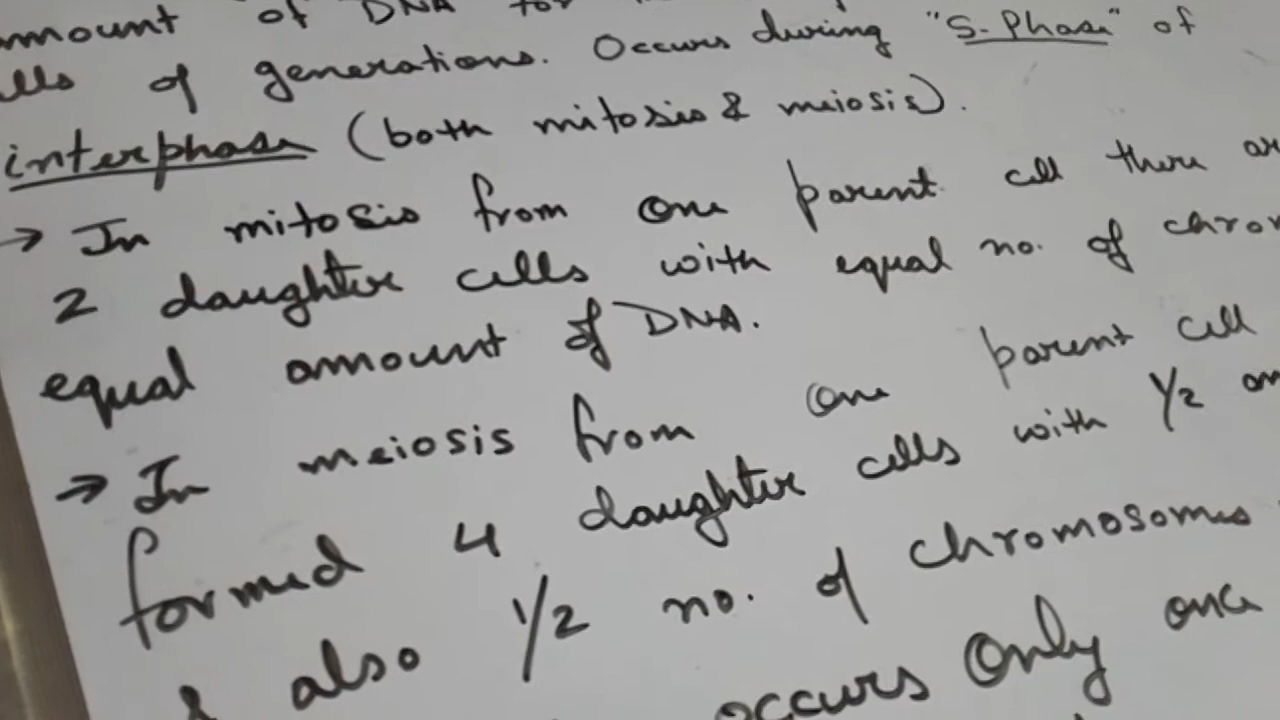 amount of DNA for
of generations. Occurs during "S-Phase" of
interphase (both mitosis & meiosis).
→ In mitosis from one parent cell there
2 daughter cells with equal no. of
equal amount of DNA.
→ In meiosis from one parent cell
formed 4 daughter cells with 1/2
& also 1/2 no. of chromosomes
occurs only once